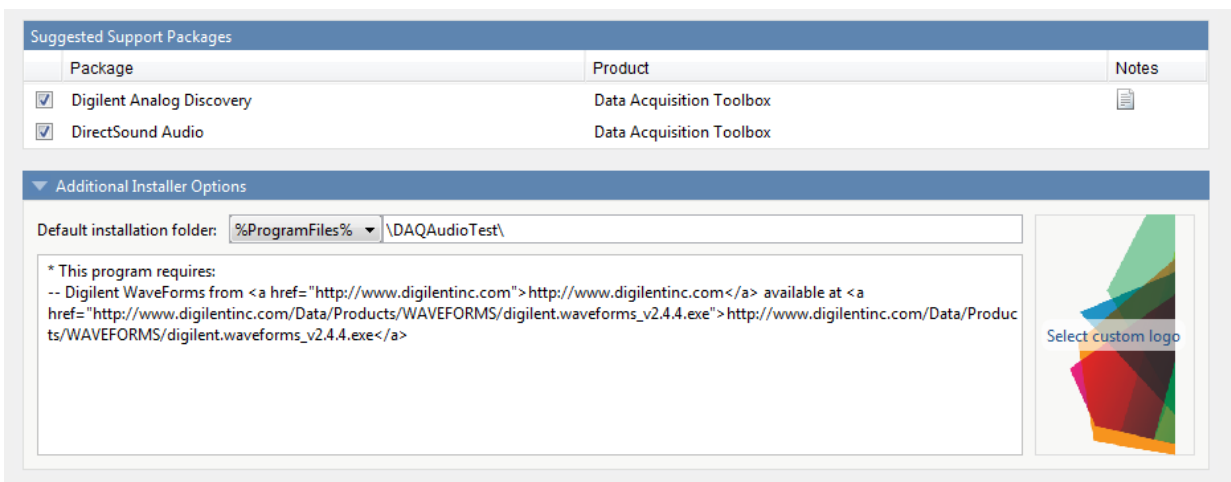 Suggested Support Packages
Package Product Notes
Digilent Analog Discovery Data Acquisition Toolbox
DirectSound Audio Data Acquisition Toolbox
Additional Installer Options
Default installation folder: %ProgramFiles% \DAQAudioTest\
* This program requires:
-- Digilent WaveForms from <a href="http://www.digilentinc.com">http://www.digilentinc.com</a> available at <a
href="http://www.digilentinc.com/Data/Products/WAVEFORMS/digilent.waveforms_v2.4.4.exe">http://www.digilentinc.com/Data/Produc
ts/WAVEFORMS/digilent.waveforms_v2.4.4.exe</a>
Select custom logo